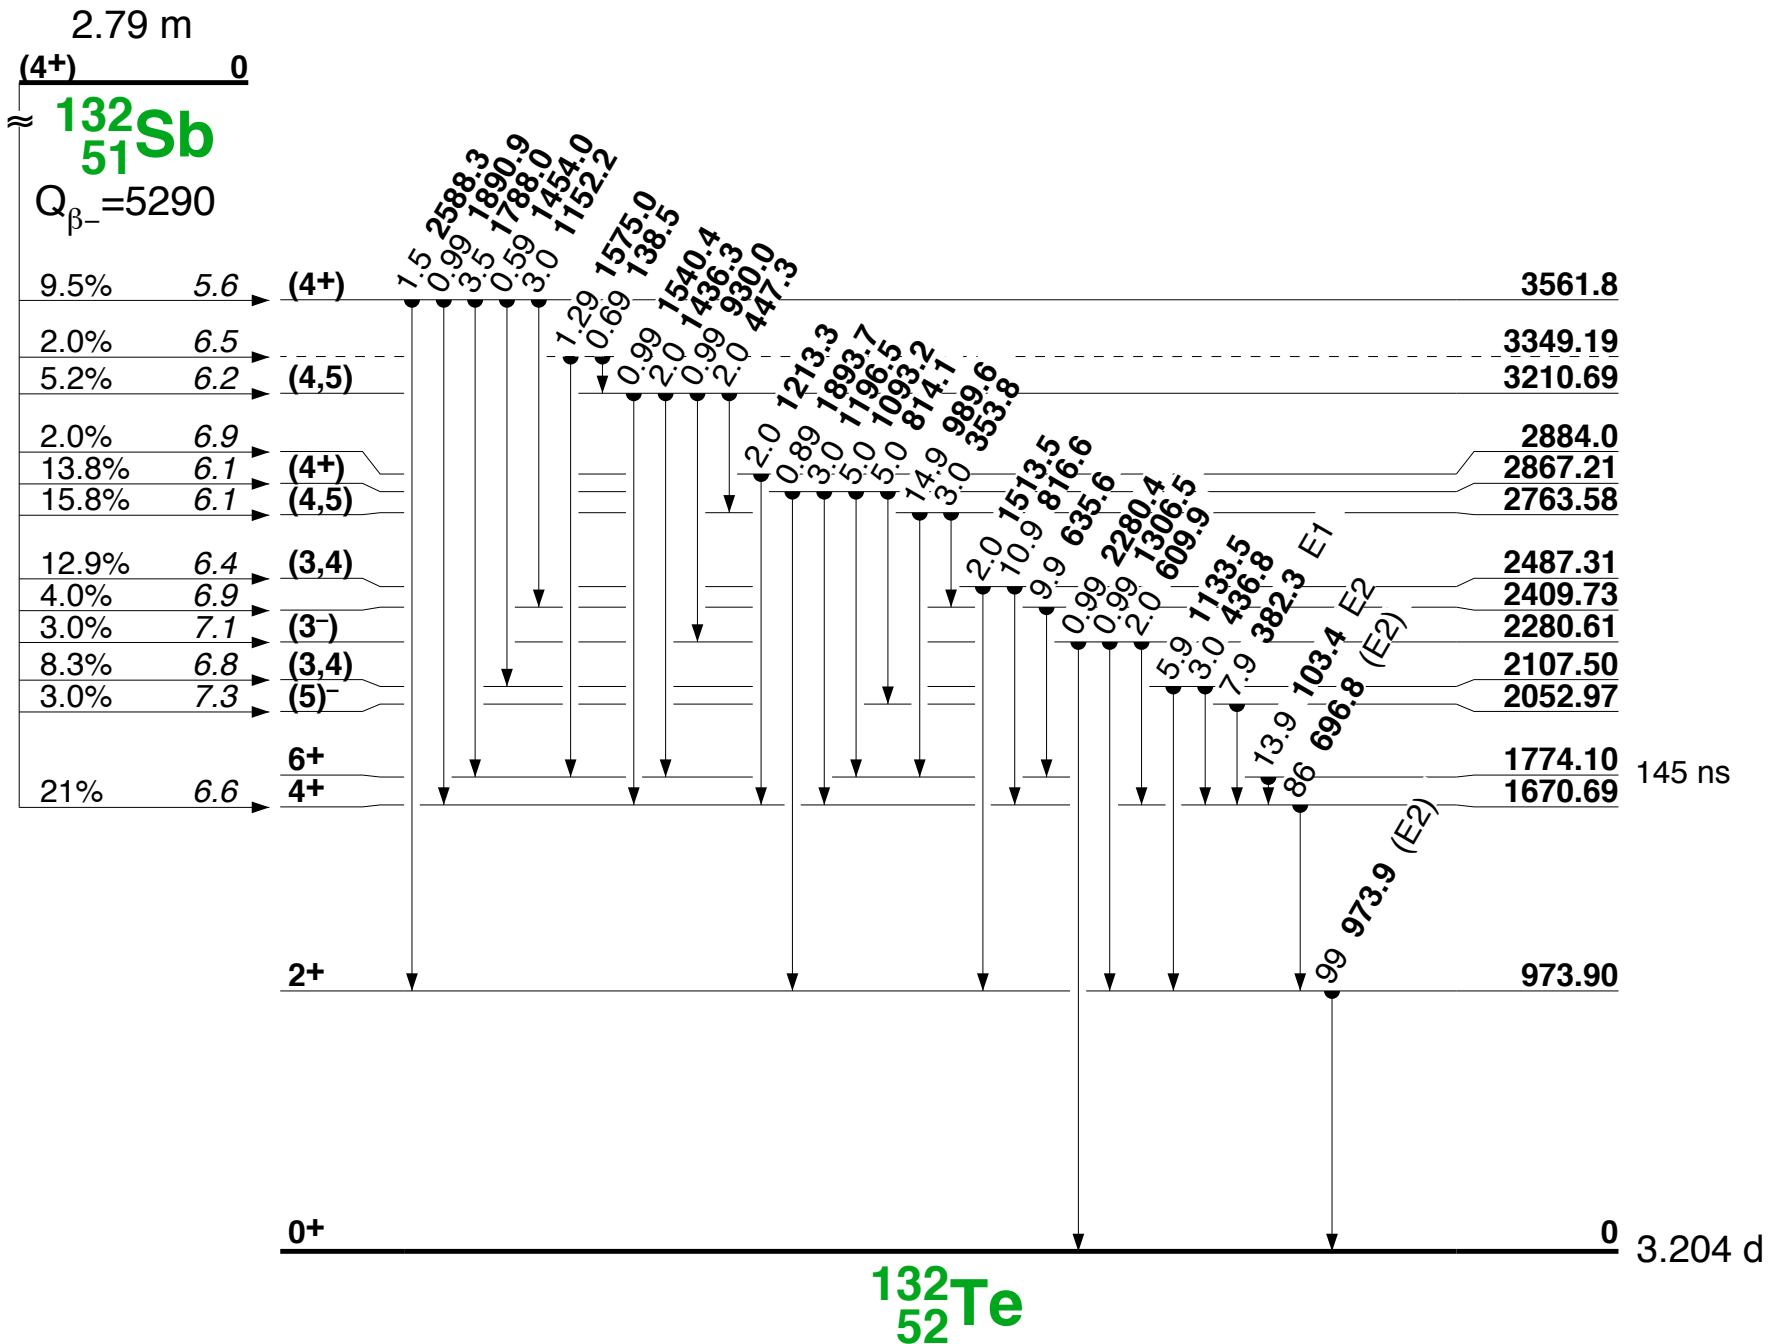 2.79 m
(4+) 0
≈ 132 51 Sb
Qβ−=5290
1.5 2588.3
0.99 1890.9
3.5 1788.0
0.59 1454.0
3.0 1152.2
1.29 1575.0
0.69 138.5
0.99 1540.4
2.0 1436.3
0.99 930.0
2.0 447.3
2.0 1213.3
0.89 1893.7
3.0 1196.5
5.0 1093.2
5.0 814.1
14.9 989.6
3.0 353.8
2.0 1513.5
10.9 816.6
9.9 635.6
0.99 2280.4
0.99 1306.5
2.0 609.9
5.9 1133.5
3.0 436.8
7.9 382.3 E1
13.9 103.4 E2
86 696.8 (E2)
99 973.9 (E2)
9.5% 5.6 (4+) 3561.8
2.0% 6.5 3349.19
5.2% 6.2 (4,5) 3210.69
2.0% 6.9 2884.0
13.8% 6.1 (4+) 2867.21
15.8% 6.1 (4,5) 2763.58
12.9% 6.4 (3,4) 2487.31
4.0% 6.9 2409.73
3.0% 7.1 (3−) 2280.61
8.3% 6.8 (3,4) 2107.50
3.0% 7.3 (5)− 2052.97
6+ 1774.10 145 ns
21% 6.6 4+ 1670.69
2+ 973.90
0+ 0 3.204 d
132 52 Te